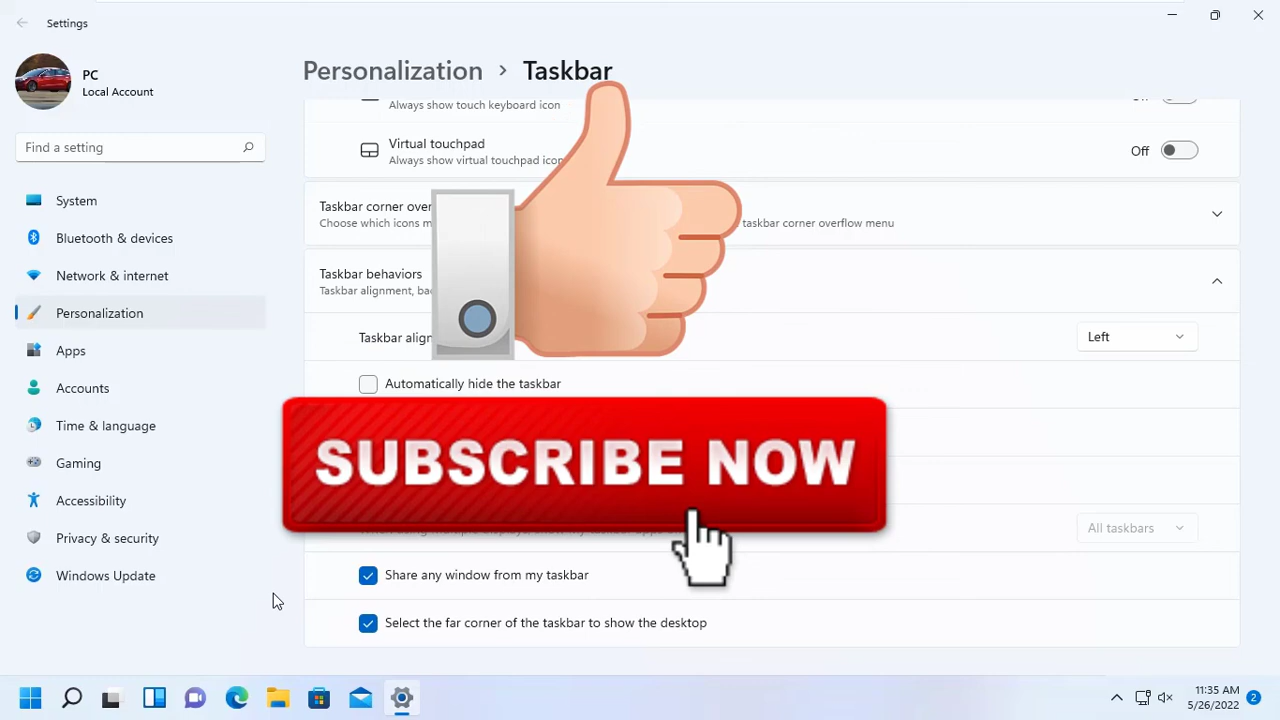 Settings
PC
Local Account
Find a setting
System
Bluetooth & devices
Network & internet
Personalization
Apps
Accounts
Time & language
Gaming
Accessibility
Privacy & security
Windows Update
Personalization > Taskbar
Always show touch keyboard icon
Virtual touchpad
Always show virtual touchpad icon
Off
Taskbar corner
Choose which icons
taskbar corner overflow menu
Taskbar behaviors
Taskbar alignment,
Taskbar
Left
Automatically hide the taskbar
SUBSCRIBE NOW
All taskbars
Share any window from my taskbar
Select the far corner of the taskbar to show the desktop
11:35 AM
5/26/2022
2